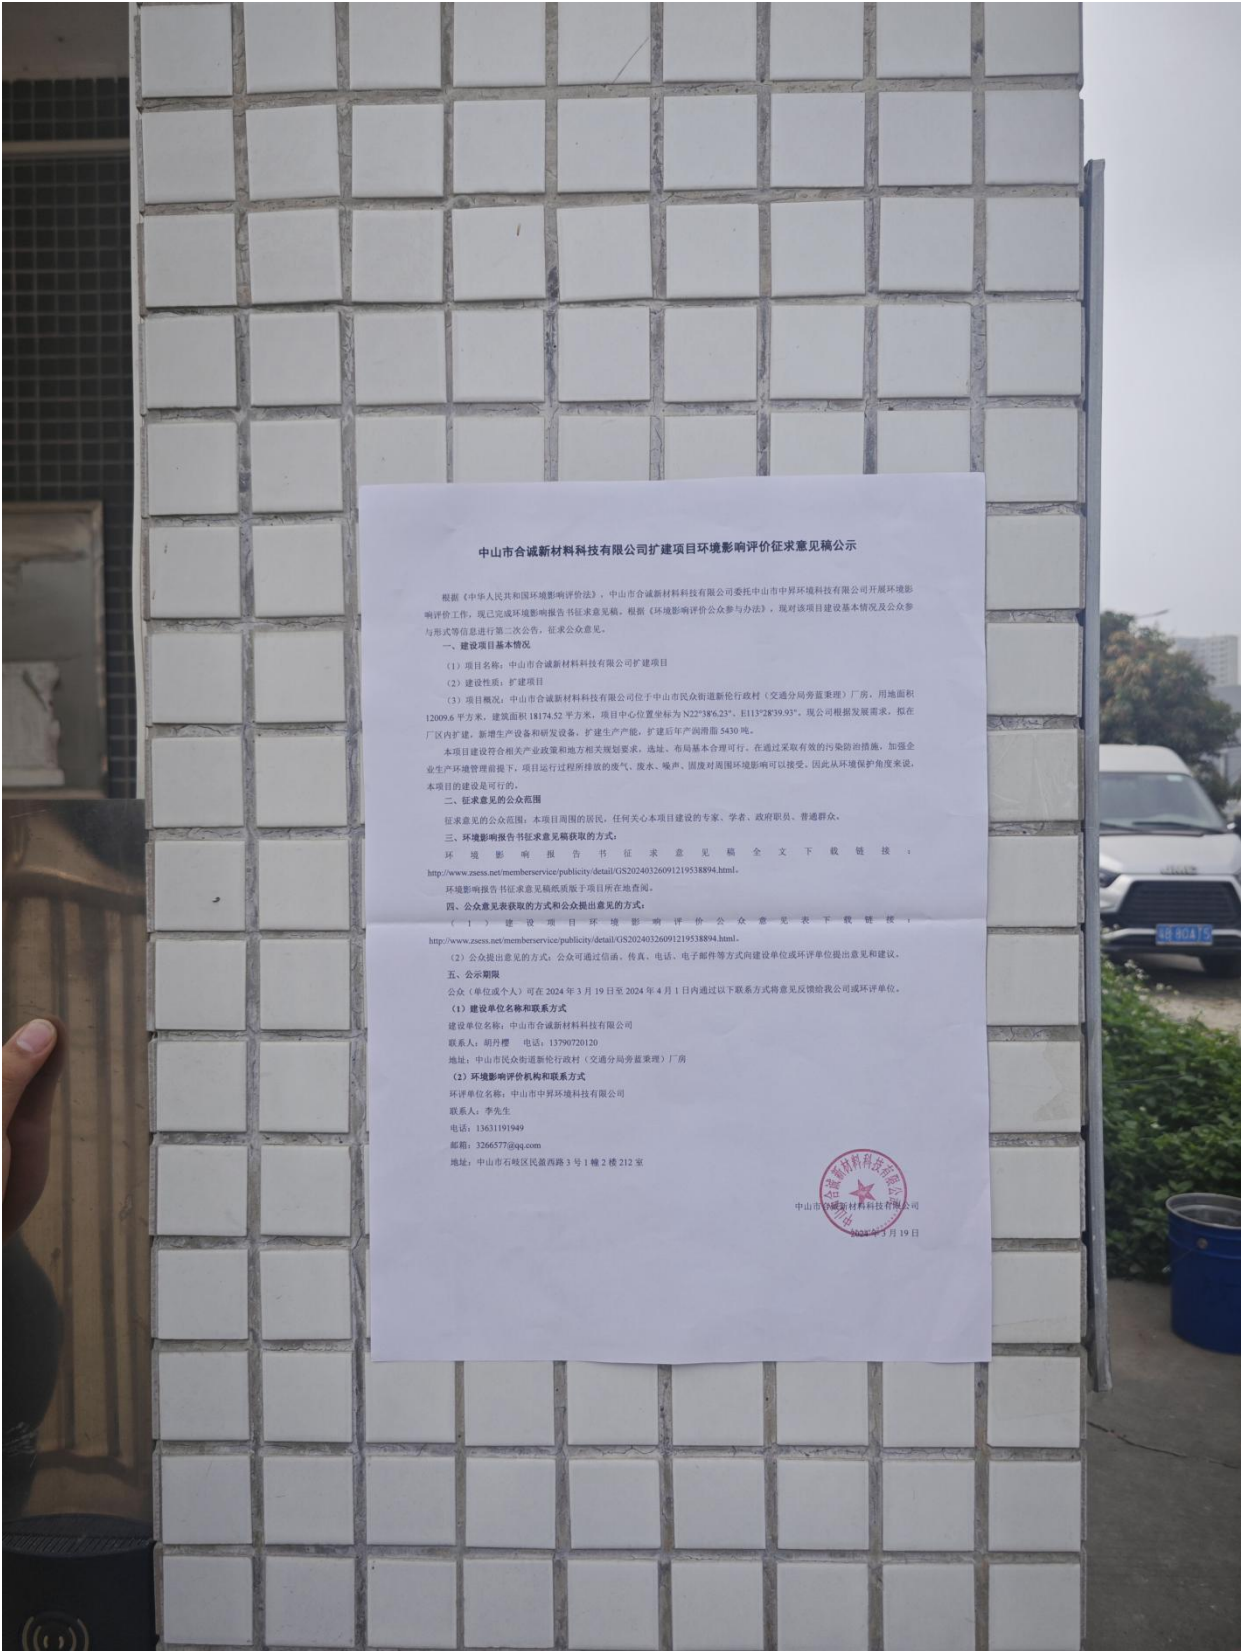 中山市合诚新材料科技有限公司扩建项目环境影响评价征求意见稿公示
根据《中华人民共和国环境影响评价法》，中山市合诚新材料科技有限公司委托中山市中昇环境科技有限公司开展环境影
响评价工作，现已完成环境影响报告书征求意见稿，根据《环境影响评价公众参与办法》，现对该项目建设基本情况及公众参
与形式等信息进行第二次公告，征求公众意见。
一、建设项目基本情况
（1）项目名称：中山市合诚新材料科技有限公司扩建项目
（2）建设性质：扩建项目
（3）项目概况：中山市合诚新材料科技有限公司位于中山市民众街道新伦行政村（交通分局旁蓝秉理）厂房，用地面积
12009.6 平方米，建筑面积 18174.52 平方米，项目中心位置坐标为 N22°38'6.23"，E113°28'39.93"。现公司根据发展需求，拟在
厂区内扩建，新增生产设备和研发设备，扩建生产产能，扩建后年产润滑脂 5430 吨。
本项目建设符合相关产业政策和地方相关规划要求，选址、布局基本合理可行。在通过采取有效的污染防治措施，加强企
业生产环境管理前提下，项目运行过程所排放的废气、废水、噪声、固废对周围环境影响可以接受。因此从环境保护角度来说，
本项目的建设是可行的。
二、征求意见的公众范围
征求意见的公众范围：本项目周围的居民，任何关心本项目建设的专家、学者、政府职员、普通群众。
三、环境影响报告书征求意见稿获取的方式：
环境影响报告书征求意见稿全文下载链接：
http://www.zsess.net/memberservice/publicity/detail/GS20240326091219538894.html。
环境影响报告书征求意见稿纸质版于项目所在地查阅。
四、公众意见表获取的方式和公众提出意见的方式：
（1）建设项目环境影响评价公众意见表下载链接：
http://www.zsess.net/memberservice/publicity/detail/GS20240326091219538894.html。
（2）公众提出意见的方式：公众可通过信函、传真、电话、电子邮件等方式向建设单位或环评单位提出意见和建议。
五、公示期限
公众（单位或个人）可在 2024 年 3 月 19 日至 2024 年 4 月 1 日内通过以下联系方式将意见反馈给我公司或环评单位。
（1）建设单位名称和联系方式
建设单位名称：中山市合诚新材料科技有限公司
联系人：胡丹樱 电话：13790720120
地址：中山市民众街道新伦行政村（交通分局旁蓝秉理）厂房
（2）环境影响评价机构和联系方式
环评单位名称：中山市中昇环境科技有限公司
联系人：李先生
电话：13631191949
邮箱：3266577@qq.com
地址：中山市石岐区民盈西路 3 号 1 幢 2 楼 212 室
中山市合诚新材料科技有限公司
中山市合诚新材料科技有限公司
2024 年 3 月 19 日